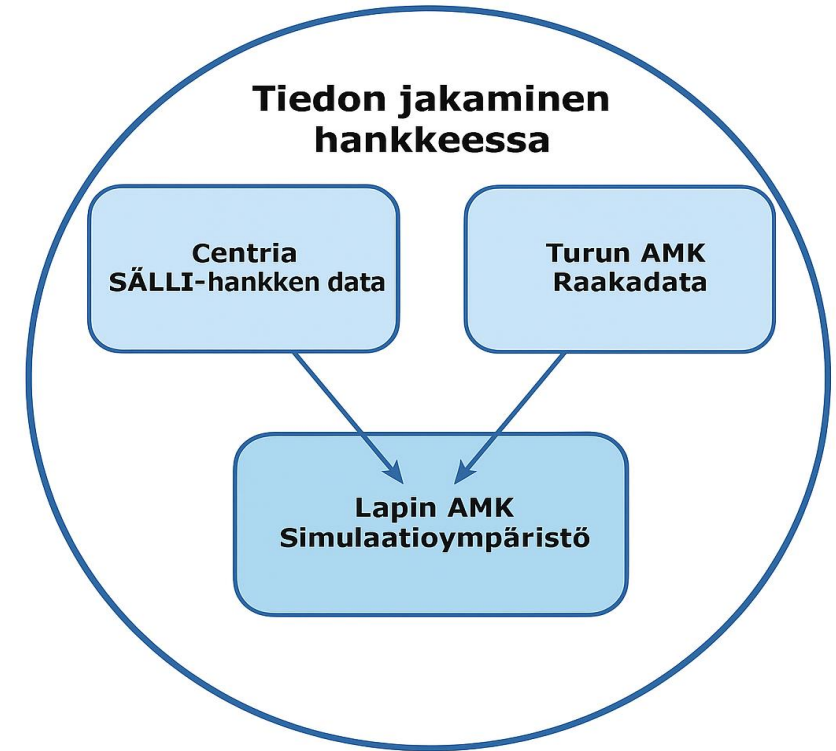 Tiedon jakaminen
hankkeessa
Centria
SÄLLI-hankken data
Turun AMK
Raakadata
Lapin AMK
Simulaatioympäristö